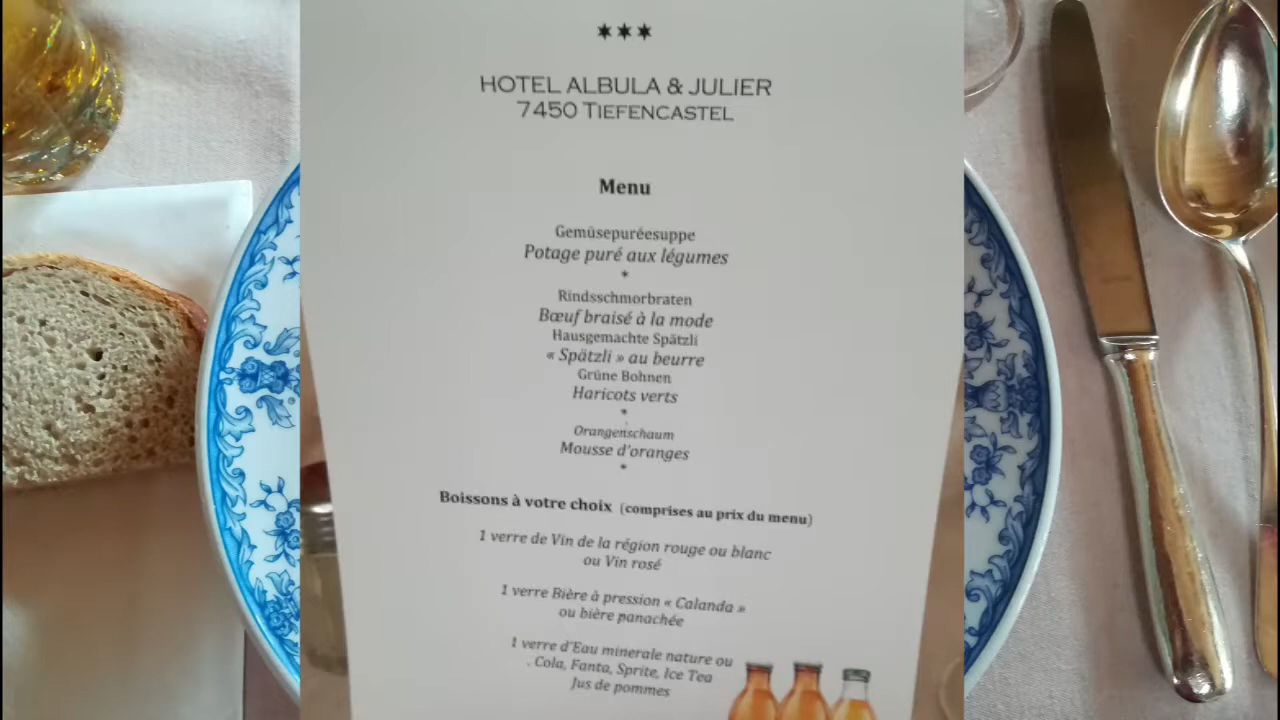 ***
HOTEL ALBULA & JULIER
7450 TIEFENCASTEL
Menu
Gemüsepuréesuppe
Potage puré aux légumes
*
Rindsschmorbraten
Bœuf braisé à la mode
Hausgemachte Spätzli
« Spätzli » au beurre
Grüne Bohnen
Haricots verts
*
Orangenschaum
Mousse d'oranges
*
Boissons à votre choix (comprises au prix du menu)
1 verre de Vin de la région rouge ou blanc
ou Vin rosé
1 verre Bière à pression « Calanda »
ou bière panachée
1 verre d'Eau minerale nature ou
. Cola, Fanta, Sprite, Ice Tea
Jus de pommes